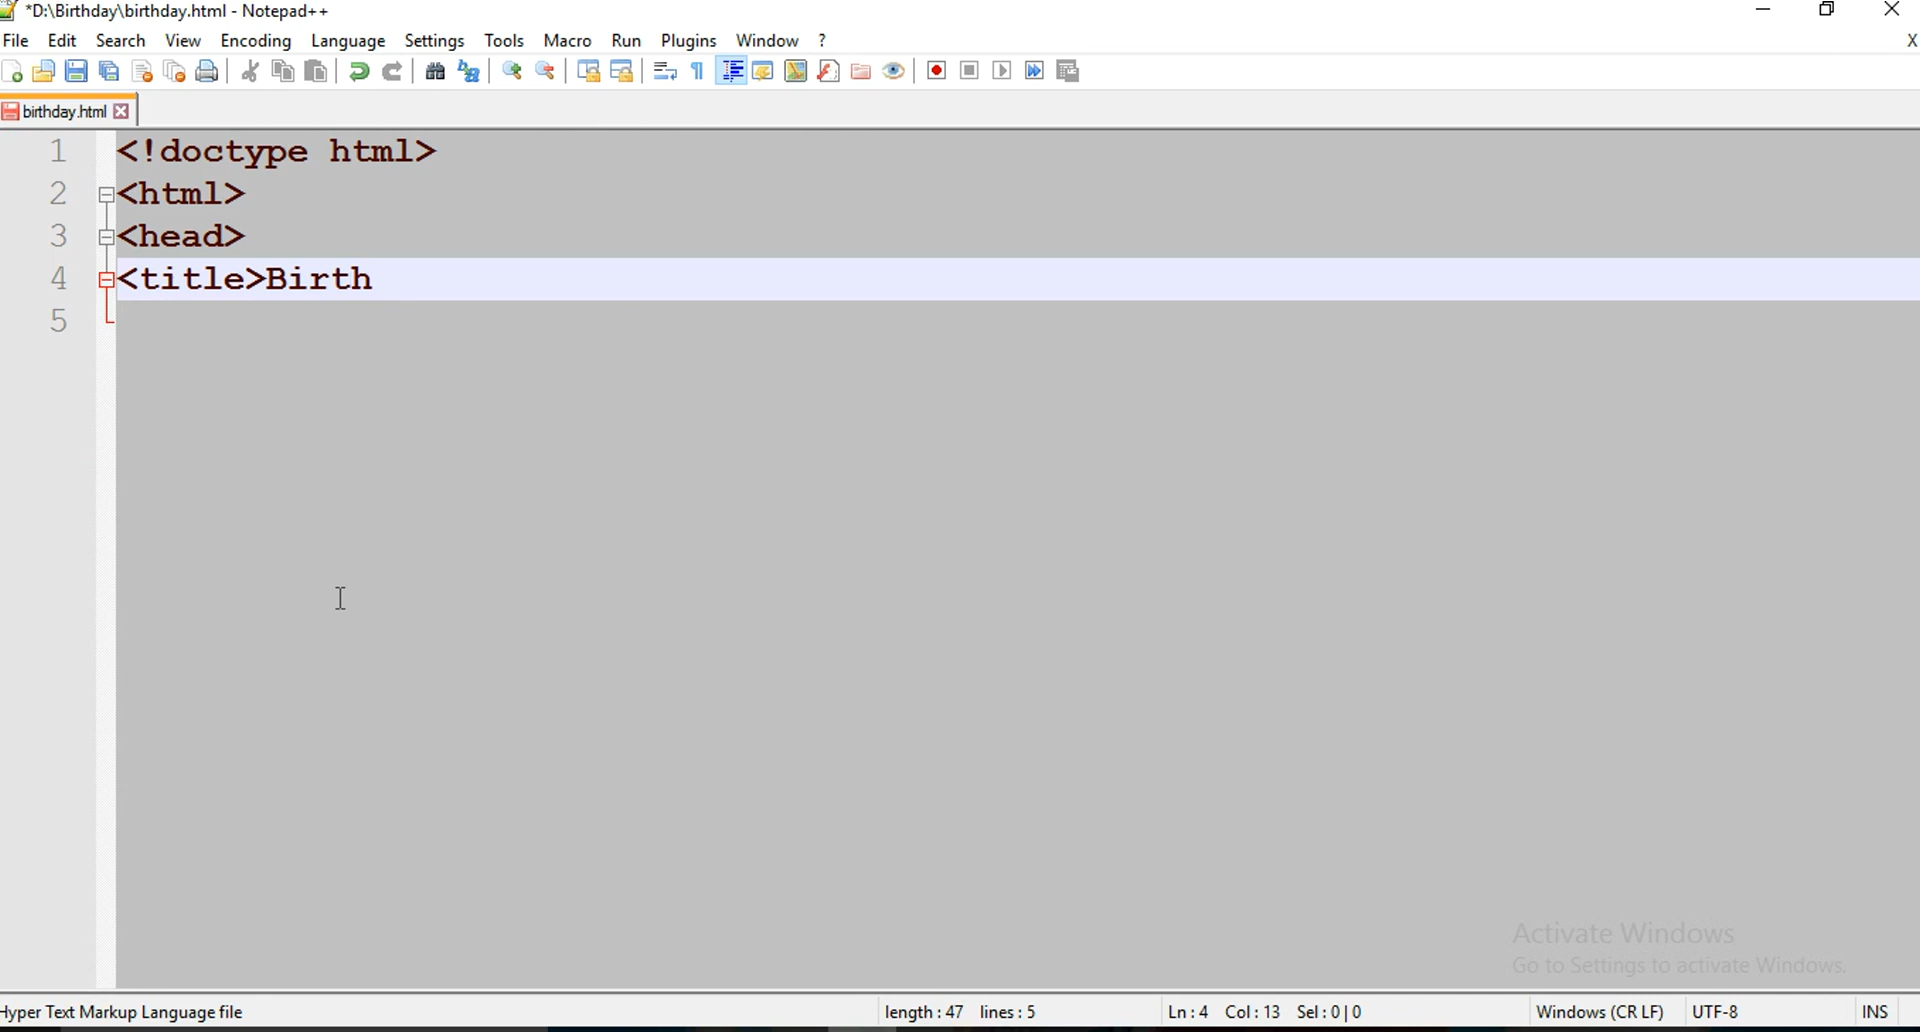 *D:\Birthday\birthday.html - Notepad++
File Edit Search View Encoding Language Settings Tools Macro Run Plugins Window ? X
birthday.html
1 <!doctype html>
2 <html>
3 <head>
4 <title>Birth
5
Activate Windows
Go to Settings to activate Windows.
Hyper Text Markup Language file length : 47 lines : 5 Ln : 4 Col : 13 Sel : 0 | 0 Windows (CR LF) UTF-8 INS